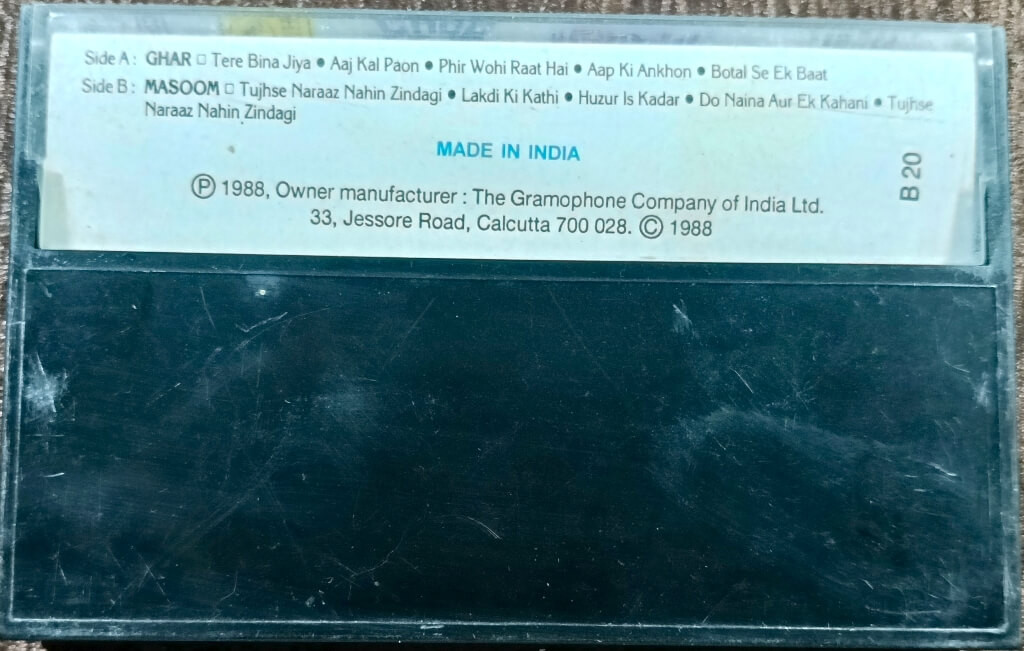 Side A : GHAR □ Tere Bina Jiya ● Aaj Kal Paon ● Phir Wohi Raat Hai ● Aap Ki Ankhon ● Botal Se Ek Baat
Side B : MASOOM □ Tujhse Naraaz Nahin Zindagi ● Lakdi Ki Kathi ● Huzur Is Kadar ● Do Naina Aur Ek Kahani ● Tujhse
Naraaz Nahin Zindagi
MADE IN INDIA
Ⓟ 1988, Owner manufacturer : The Gramophone Company of India Ltd.
33, Jessore Road, Calcutta 700 028. © 1988
B 20